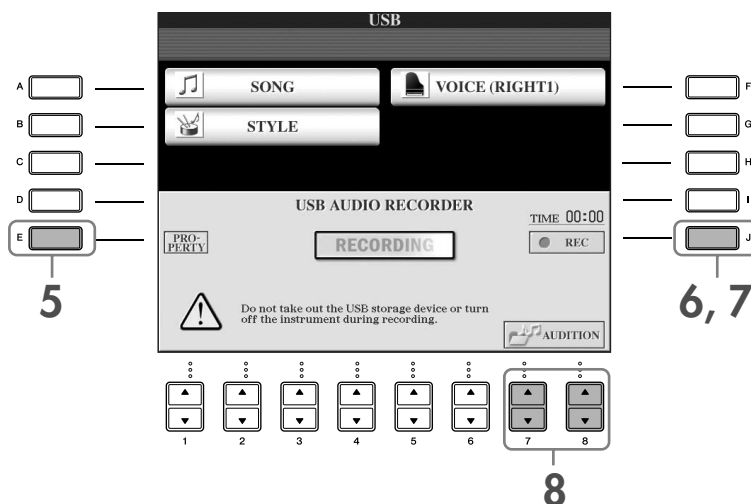 USB
A
SONG
VOICE (RIGHT1)
F
B
STYLE
G
C
H
D
USB AUDIO RECORDER
TIME 00:00
I
E
PRO-
PERTY
RECORDING
REC
J
5
6, 7
Do not take out the USB storage device or turn
off the instrument during recording.
AUDITION
1 2 3 4 5 6 7 8
8